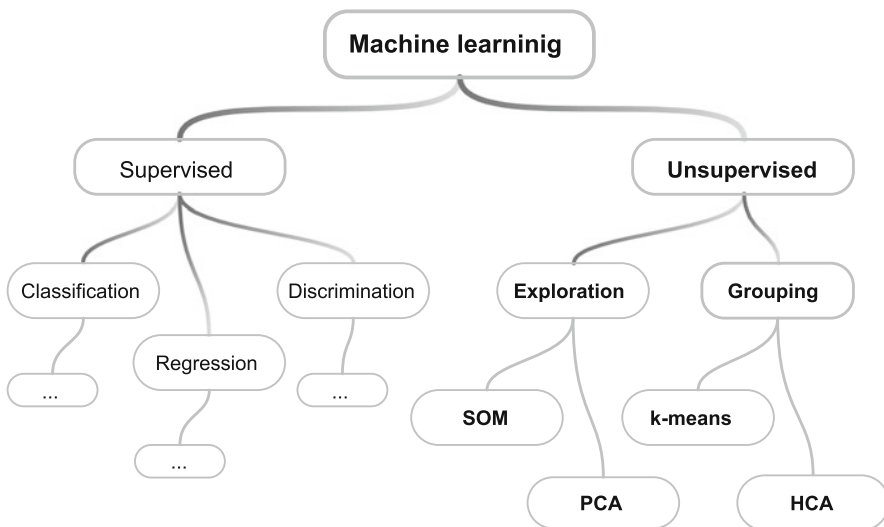 Machine learninig
Supervised
Unsupervised
Classification
Discrimination
Exploration
Grouping
Regression
...
...
SOM
k-means
...
PCA
HCA